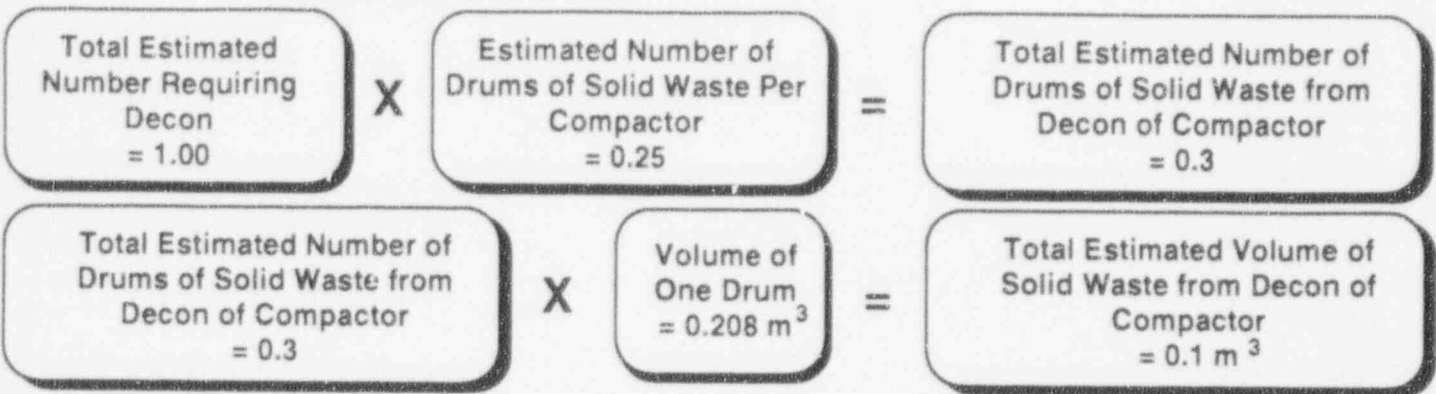 Total Estimated
Number Requiring
Decon
= 1.00
X
Estimated Number of
Drums of Solid Waste Per
Compactor
= 0.25
=
Total Estimated Number of
Drums of Solid Waste from
Decon of Compactor
= 0.3
Total Estimated Number of
Drums of Solid Waste from
Decon of Compactor
= 0.3
X
Volume of
One Drum
= 0.208 m³
=
Total Estimated Volume of
Solid Waste from Decon of
Compactor
= 0.1 m ³